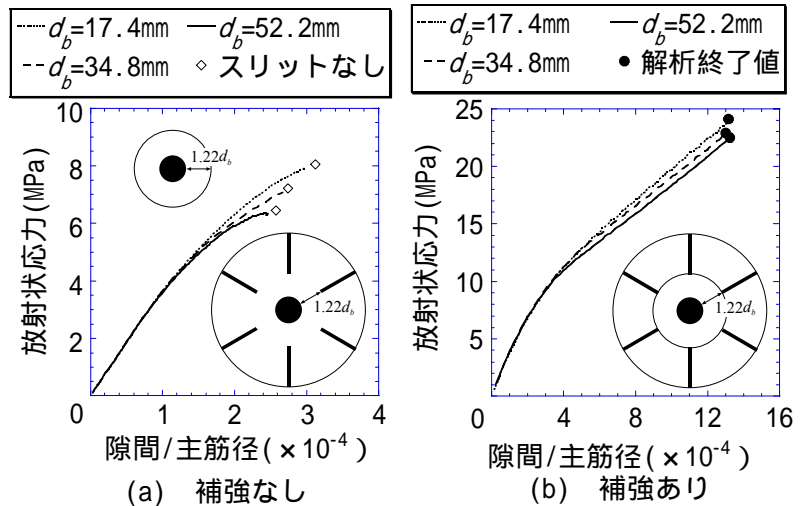 d_b=17.4mm d_b=52.2mm
d_b=34.8mm ◇ スリットなし
放射状応力(MPa)
10
8
6
4
2
0
1 2 3 4
1.22d_b
1.22d_b
隙間/主筋径(×10^-4)
(a) 補強なし
d_b=17.4mm d_b=52.2mm
d_b=34.8mm ● 解析終了値
放射状応力(MPa)
25
20
15
10
5
0
4 8 12 16
1.22d_b
隙間/主筋径(×10^-4)
(b) 補強あり